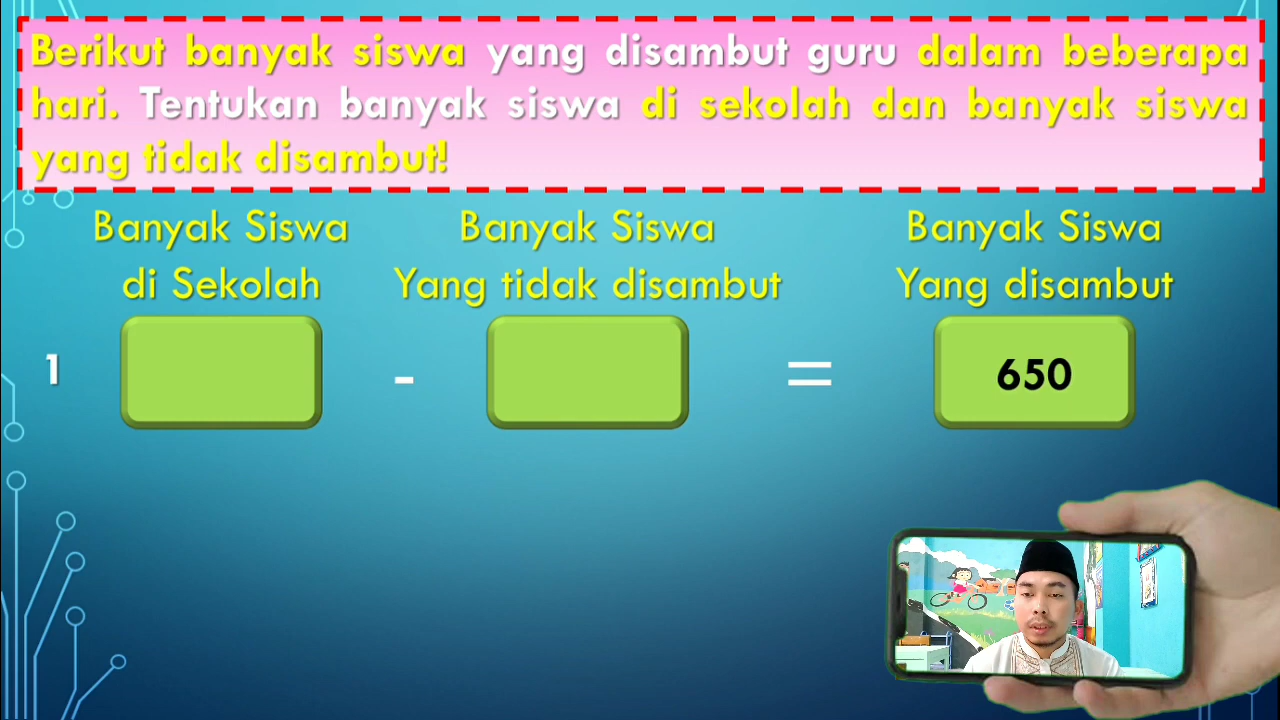 Berikut banyak siswa yang disambut guru dalam beberapa
hari. Tentukan banyak siswa di sekolah dan banyak siswa
yang tidak disambut!
Banyak Siswa
di Sekolah
Banyak Siswa
Yang tidak disambut
Banyak Siswa
Yang disambut
1 - = 650